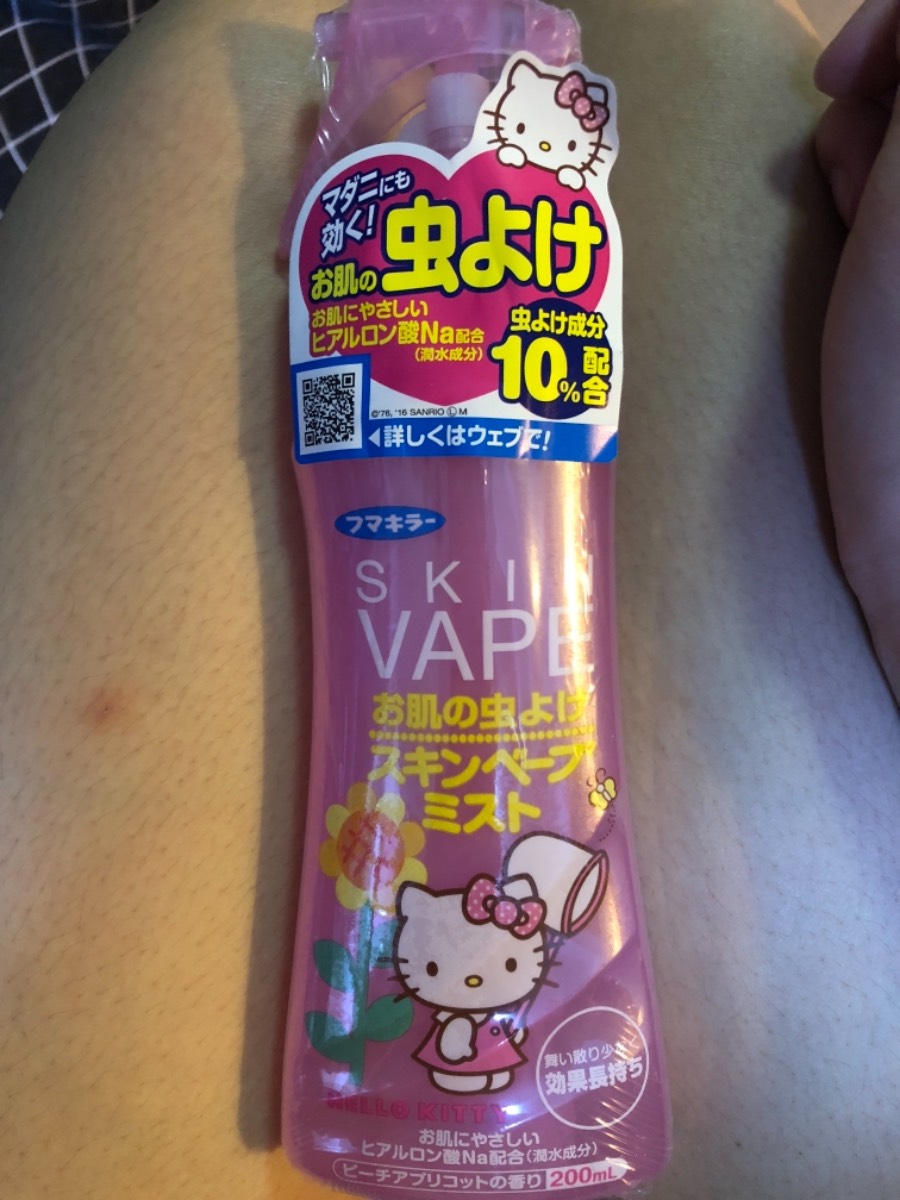 マダニにも
効く!
お肌の
虫よけ
お肌にやさしい
ヒアルロン酸Na配合
(潤水成分)
虫よけ成分
10%配合
©'76, '16 SANRIO Ⓛ M
◀詳しくはウェブで!
フマキラー
SKIN
VAPE
お肌の虫よけ
スキンベープ
ミスト
舞い散り少なく
効果長持ち
HELLO KITTY
お肌にやさしい
ヒアルロン酸Na配合(潤水成分)
ピーチアプリコットの香り 200mL